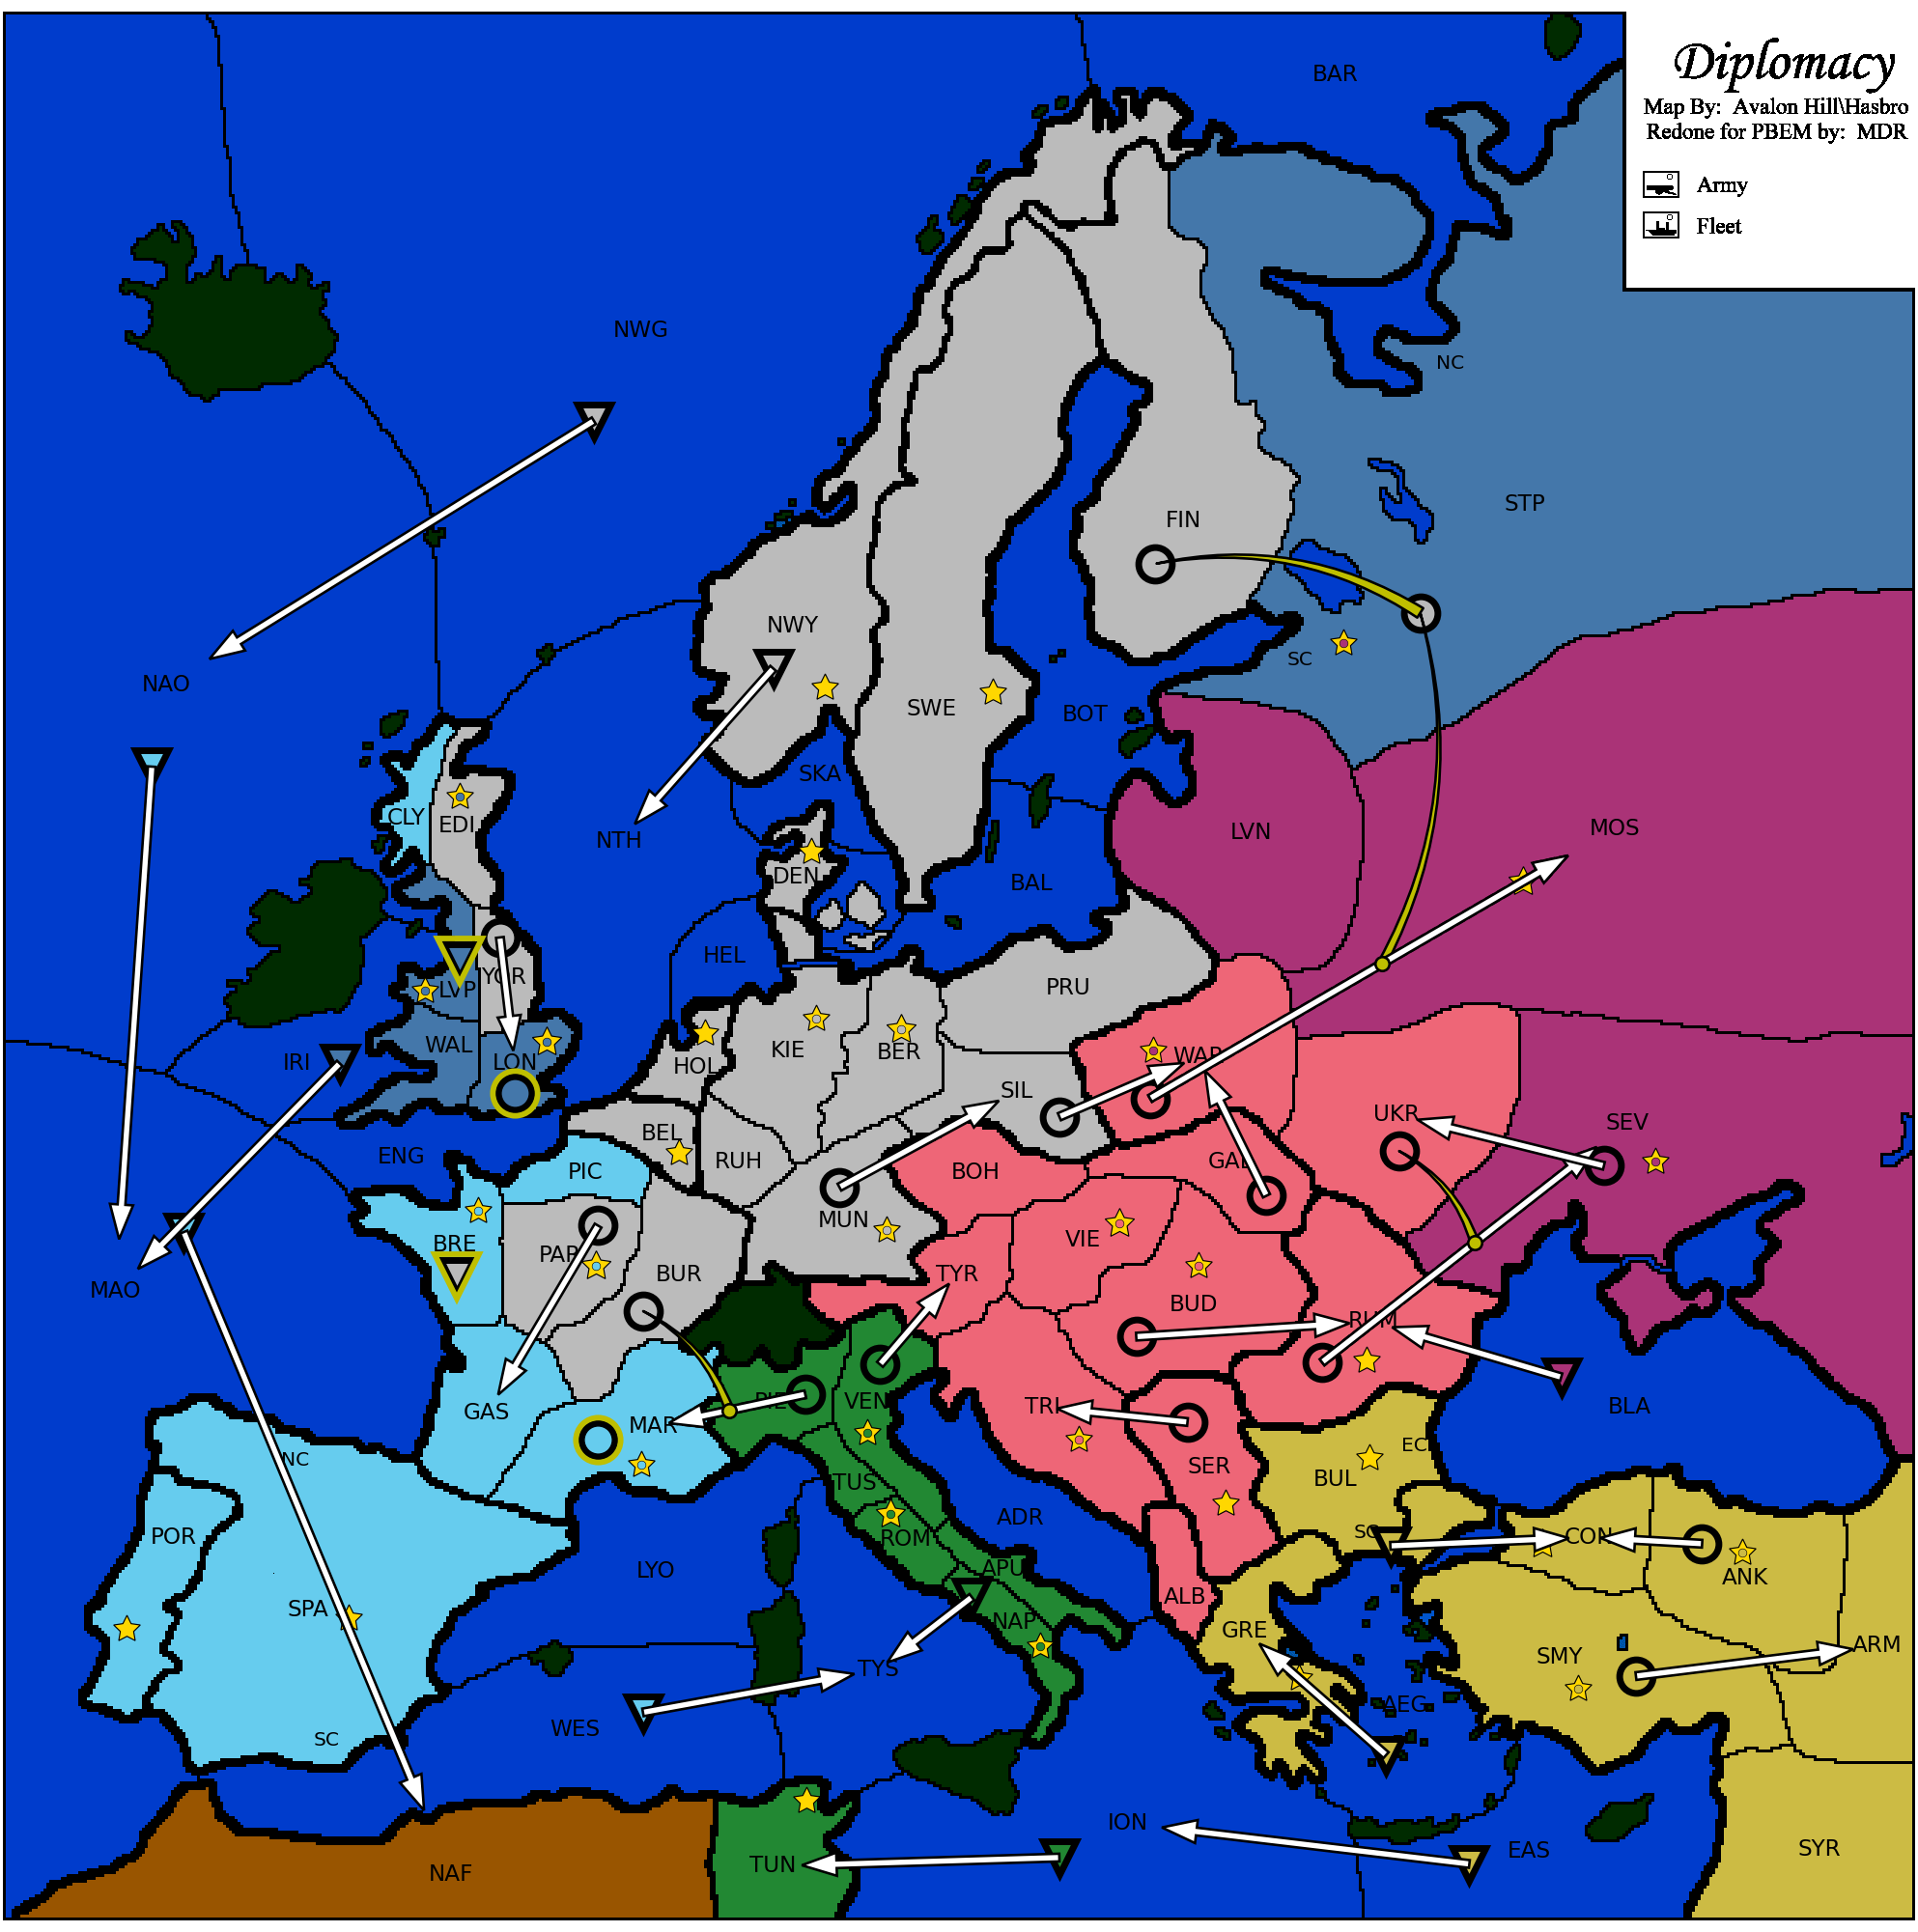 Diplomacy
Map By: Avalon Hill\Hasbro
Redone for PBEM by: MDR
Army
Fleet
BAR
NWG
NC
STP
FIN
NWY
SC
NAO
SWE
BOT
SKA
CLY
EDI
NTH
LVN
MOS
DEN
BAL
HEL
YOR
LVP
PRU
WAL
IRI
LON
HOL
KIE
BER
WAR
SIL
UKR
SEV
ENG
BEL
PIC
RUH
BOH
GAL
MUN
BRE
PAR
BUR
VIE
TYR
MAO
BUD
RUM
GAS
MAR
PIE
VEN
TRI
BLA
NC
SER
EC
BUL
TUS
POR
ROM
ADR
SC
CON
LYO
APU
ANK
SPA
ALB
NAP
GRE
TYS
SMY
ARM
WES
SC
AEG
ION
EAS
NAF
TUN
SYR